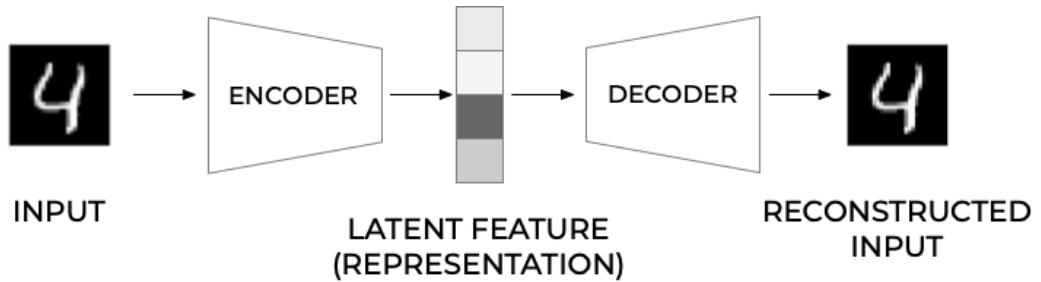 4
ENCODER
DECODER
4
INPUT
LATENT FEATURE
(REPRESENTATION)
RECONSTRUCTED
INPUT